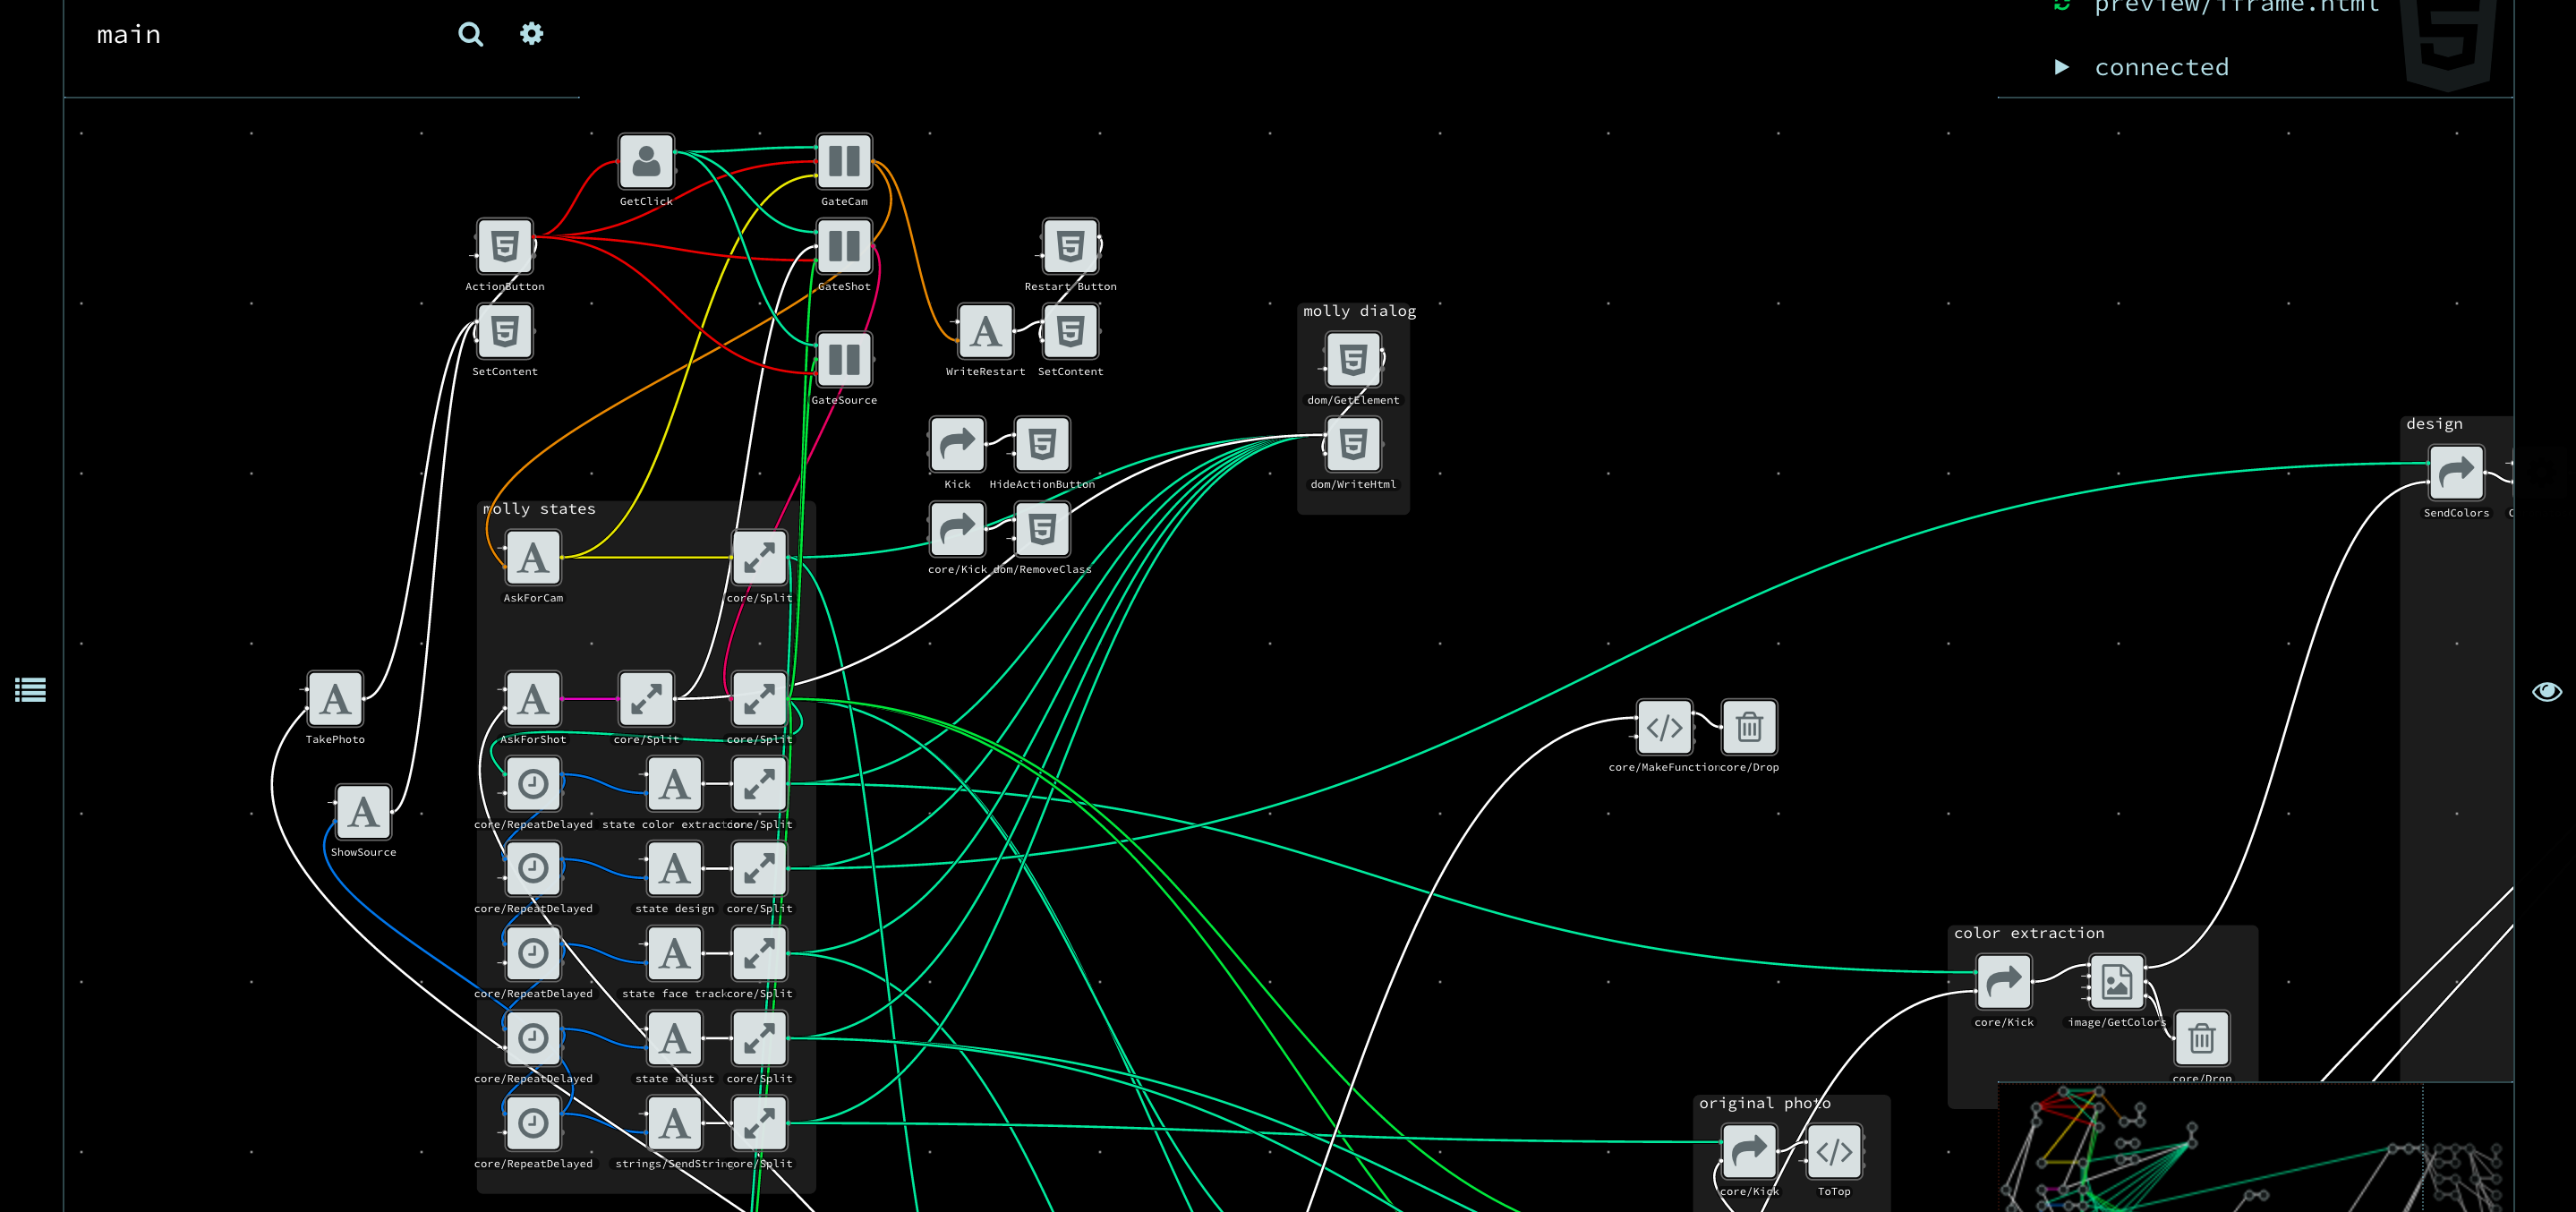 main
preview/iframe.html
connected
GetClick
GateCam
ActionButton
GateShot
Restart Button
SetContent
GateSource
WriteRestart
SetContent
molly dialog
dom/GetElement
dom/WriteHtml
Kick
HideActionButton
core/Kick
dom/RemoveClass
design
SendColors
molly states
AskForCam
core/Split
TakePhoto
AskForShot
core/Split
core/Split
core/MakeFunction
core/Drop
core/RepeatDelayed
state color extract
core/Split
ShowSource
core/RepeatDelayed
state design
core/Split
core/RepeatDelayed
state face track
core/Split
core/RepeatDelayed
state adjust
core/Split
core/RepeatDelayed
strings/SendString
core/Split
color extraction
core/Kick
image/GetColors
core/Drop
original photo
core/Kick
ToTop